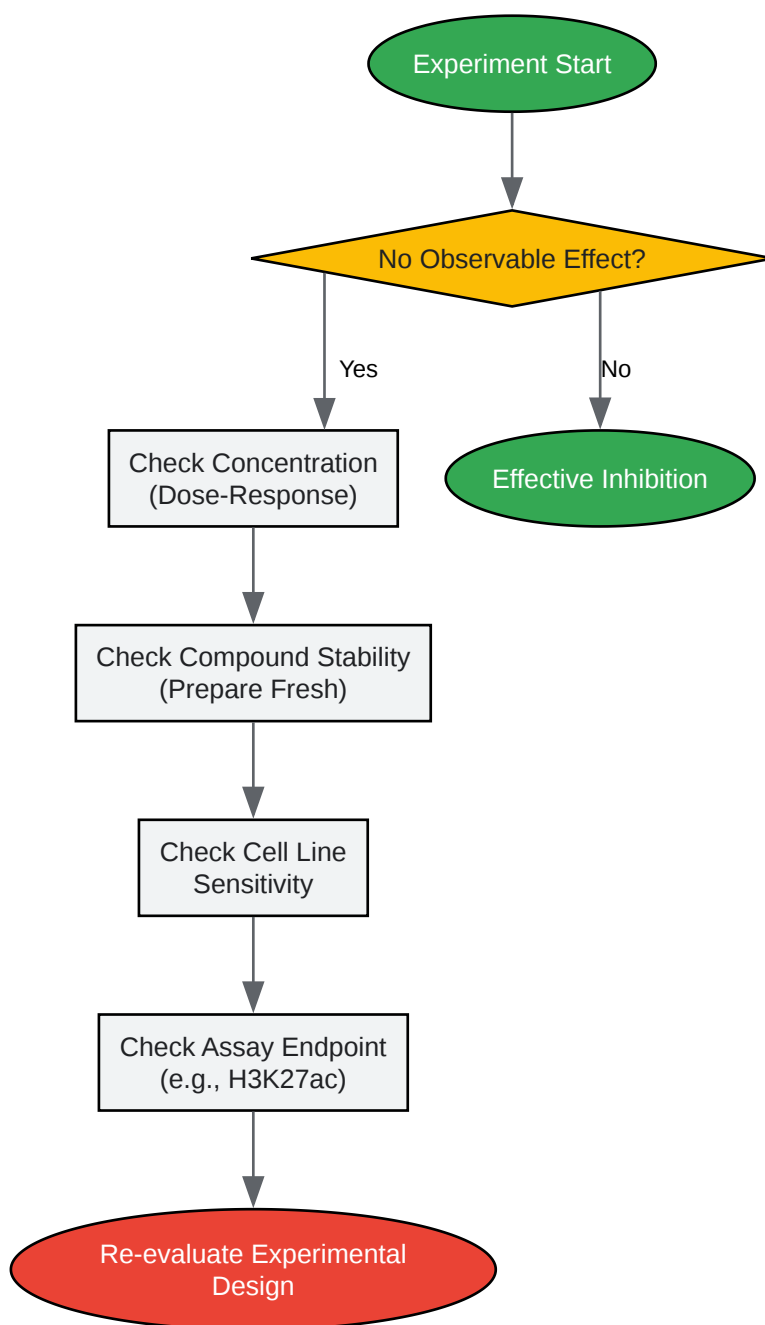 Experiment Start
No Observable Effect?
Yes
No
Check Concentration
(Dose-Response)
Effective Inhibition
Check Compound Stability
(Prepare Fresh)
Check Cell Line
Sensitivity
Check Assay Endpoint
(e.g., H3K27ac)
Re-evaluate Experimental
Design